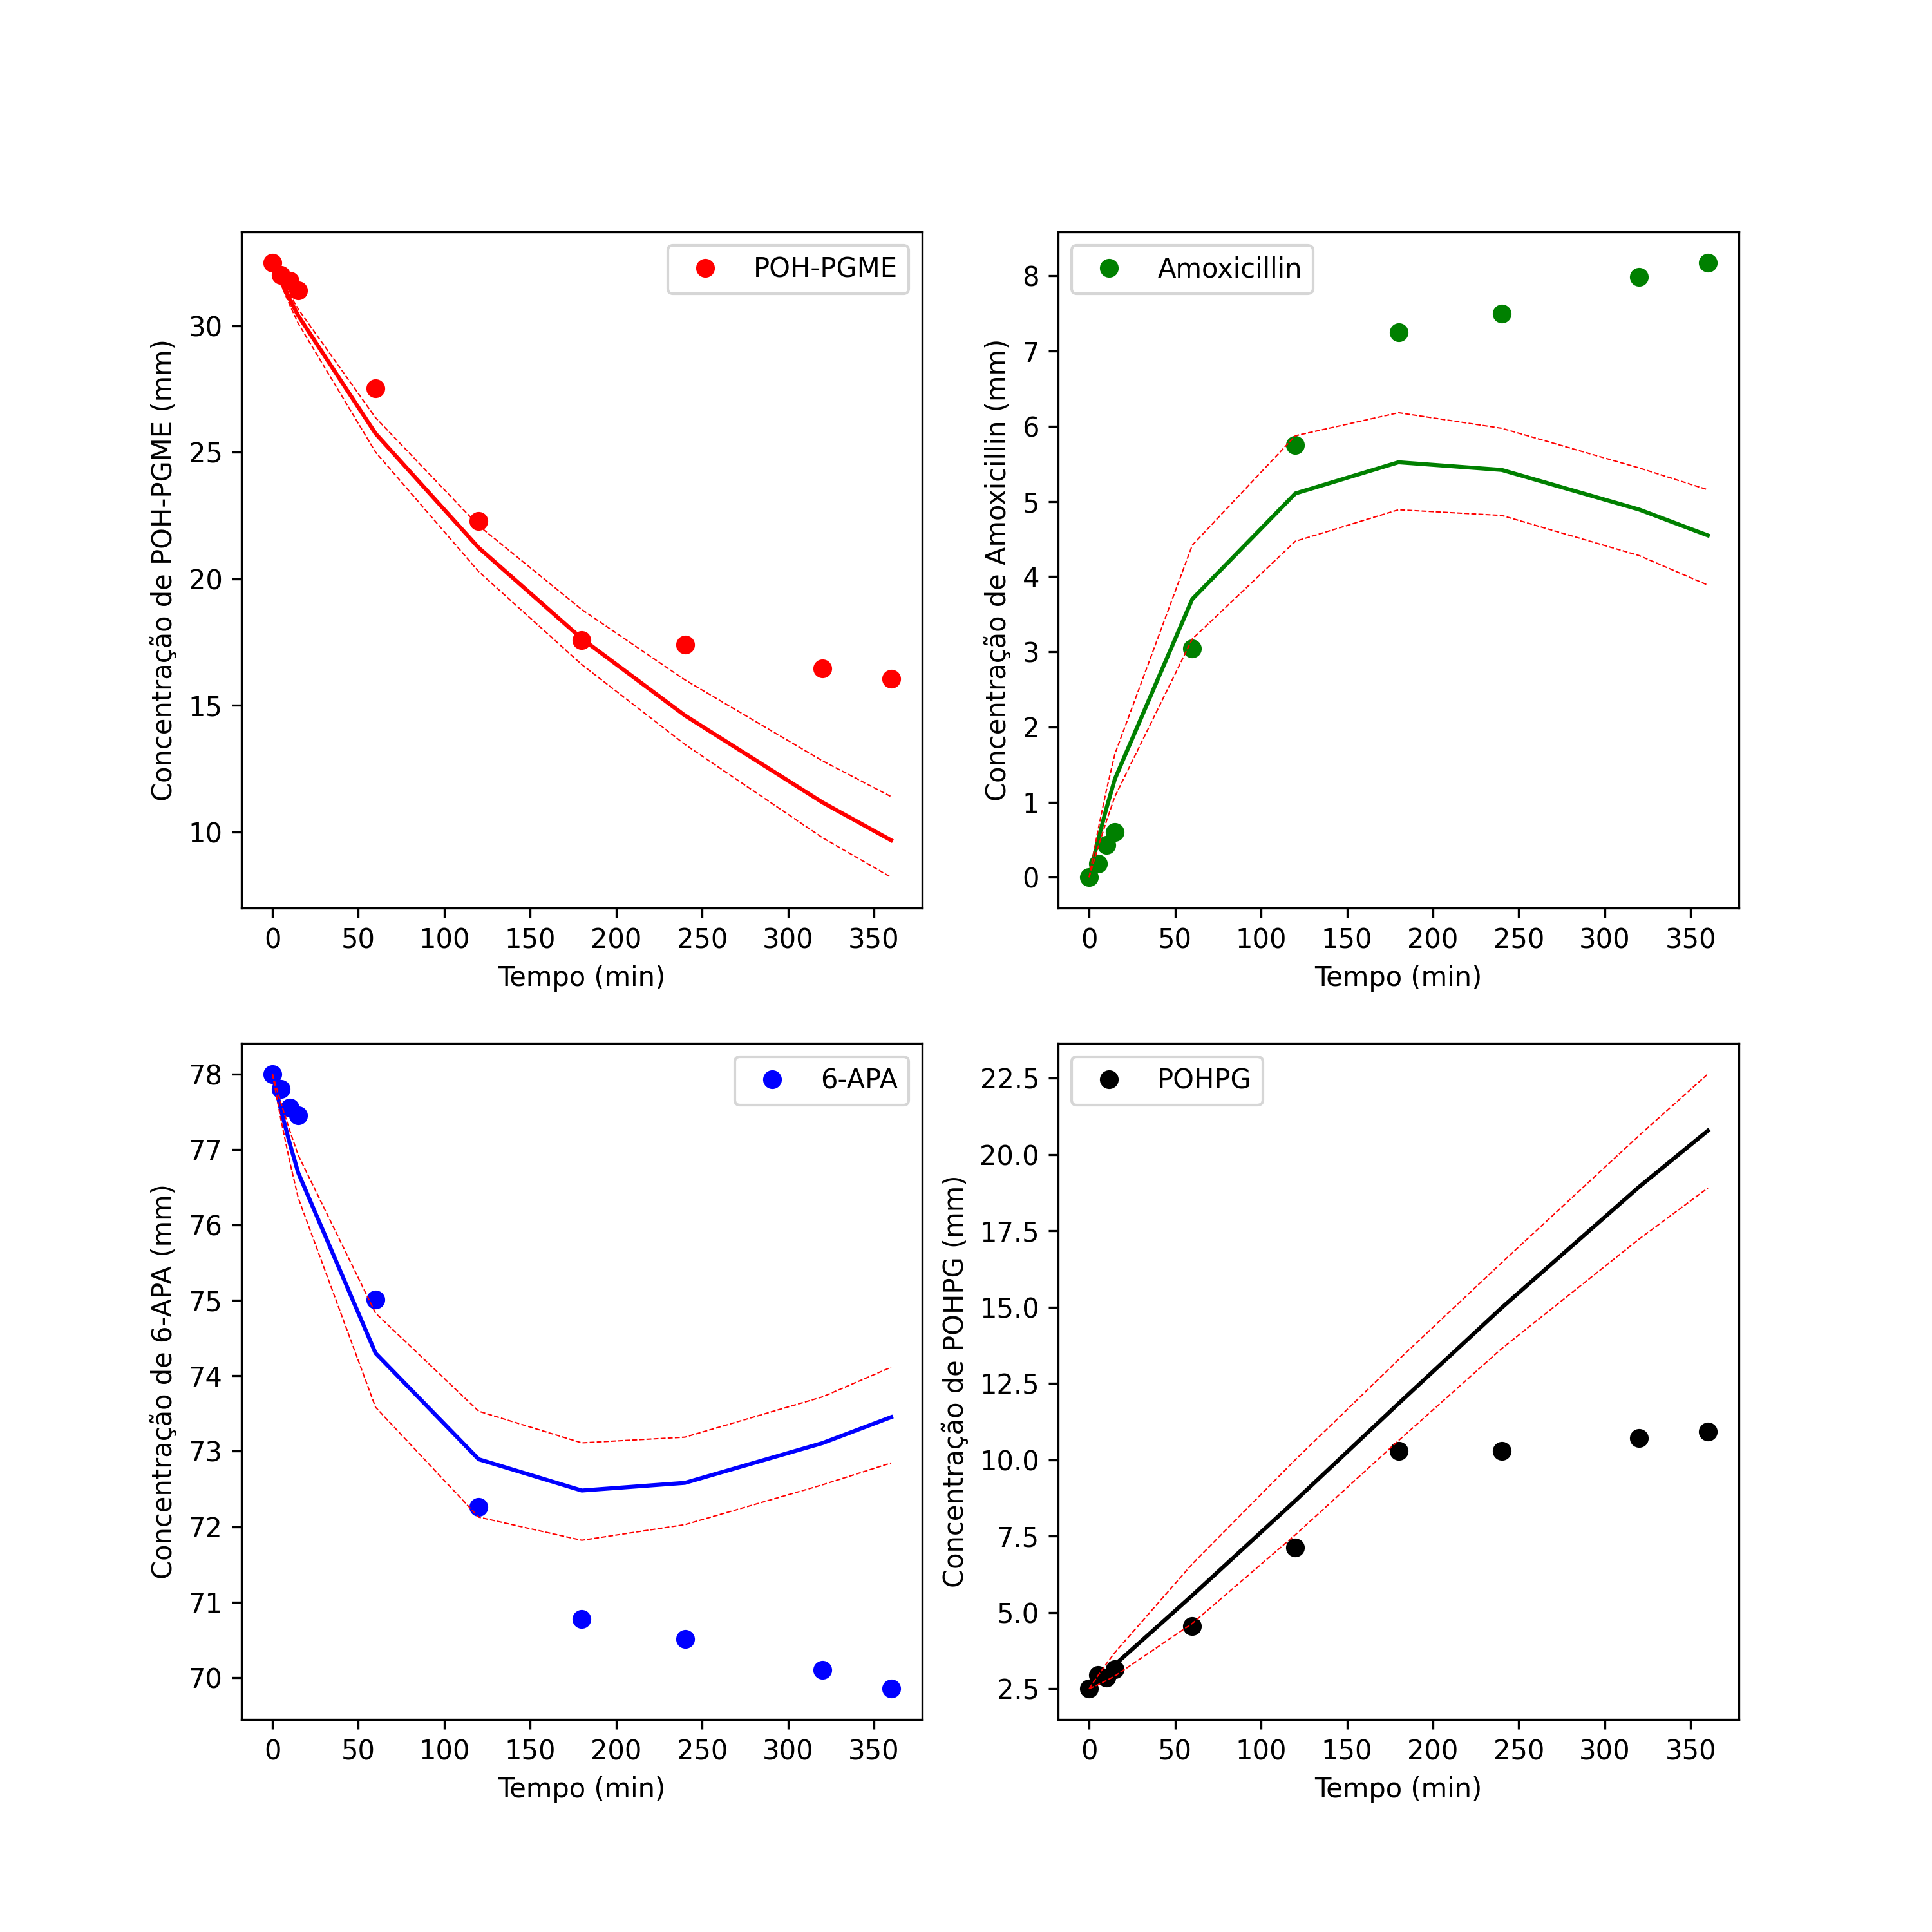 POH-PGME
Concentração de POH-PGME (mm)
30
25
20
15
10
0 50 100 150 200 250 300 350
Tempo (min)
Amoxicillin
Concentração de Amoxicillin (mm)
8
7
6
5
4
3
2
1
0
0 50 100 150 200 250 300 350
Tempo (min)
6-APA
Concentração de 6-APA (mm)
78
77
76
75
74
73
72
71
70
0 50 100 150 200 250 300 350
Tempo (min)
POHPG
Concentração de POHPG (mm)
22.5
20.0
17.5
15.0
12.5
10.0
7.5
5.0
2.5
0 50 100 150 200 250 300 350
Tempo (min)